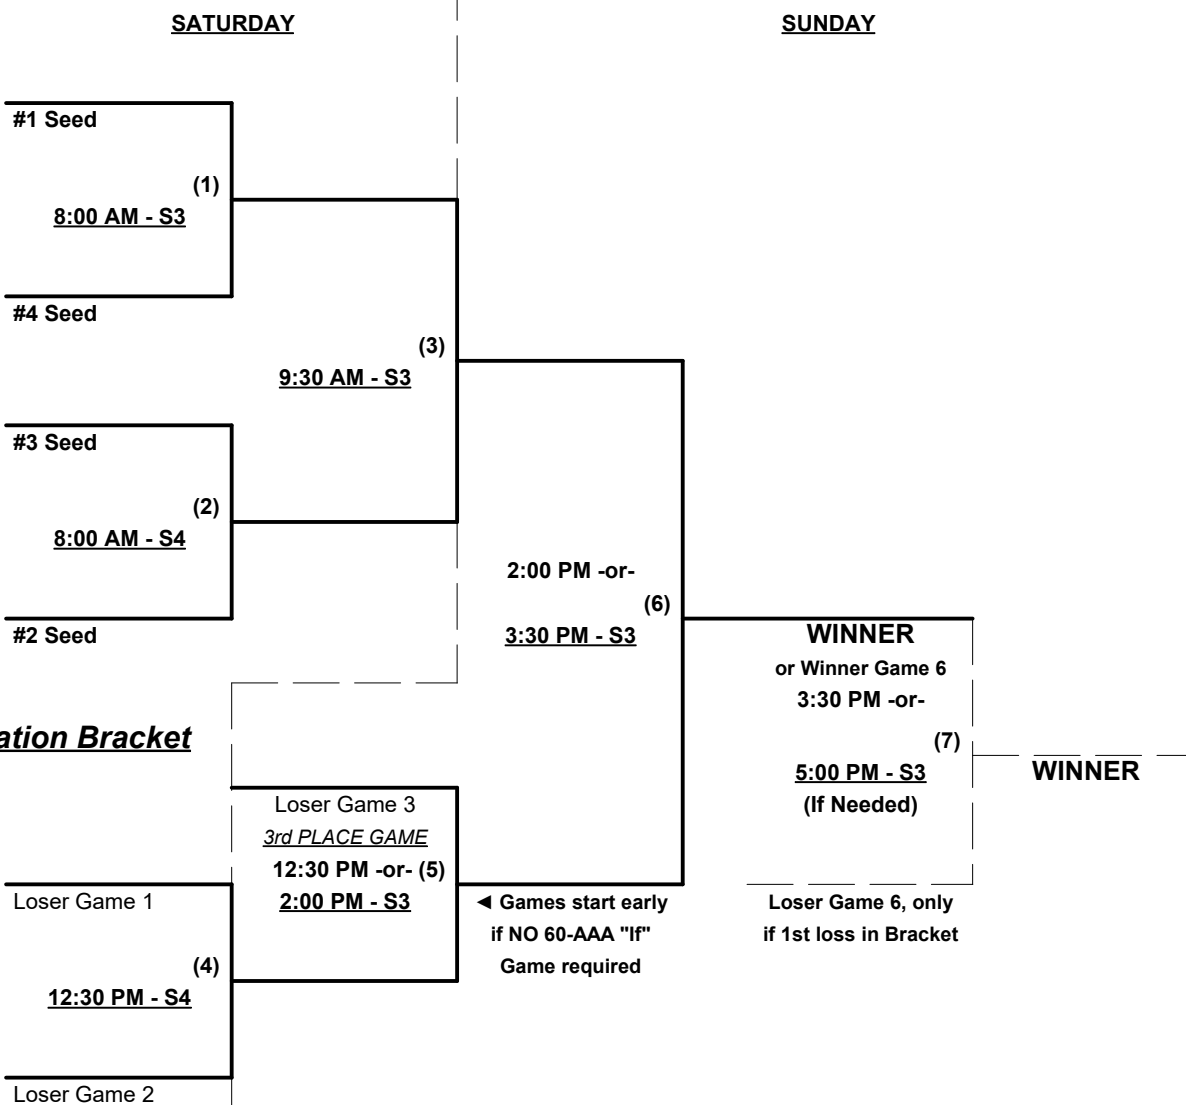 SATURDAY
SUNDAY
#1 Seed
(1)
8:00 AM - S3
#4 Seed
(3)
9:30 AM - S3
#3 Seed
(2)
8:00 AM - S4
#2 Seed
2:00 PM -or-
(6)
3:30 PM - S3
WINNER
or Winner Game 6
3:30 PM -or-
(7)
5:00 PM - S3
(If Needed)
WINNER
ation Bracket
Loser Game 3
3rd PLACE GAME
12:30 PM -or- (5)
2:00 PM - S3
Loser Game 1
(4)
12:30 PM - S4
Loser Game 2
◄ Games start early
if NO 60-AAA "If"
Game required
Loser Game 6, only
if 1st loss in Bracket